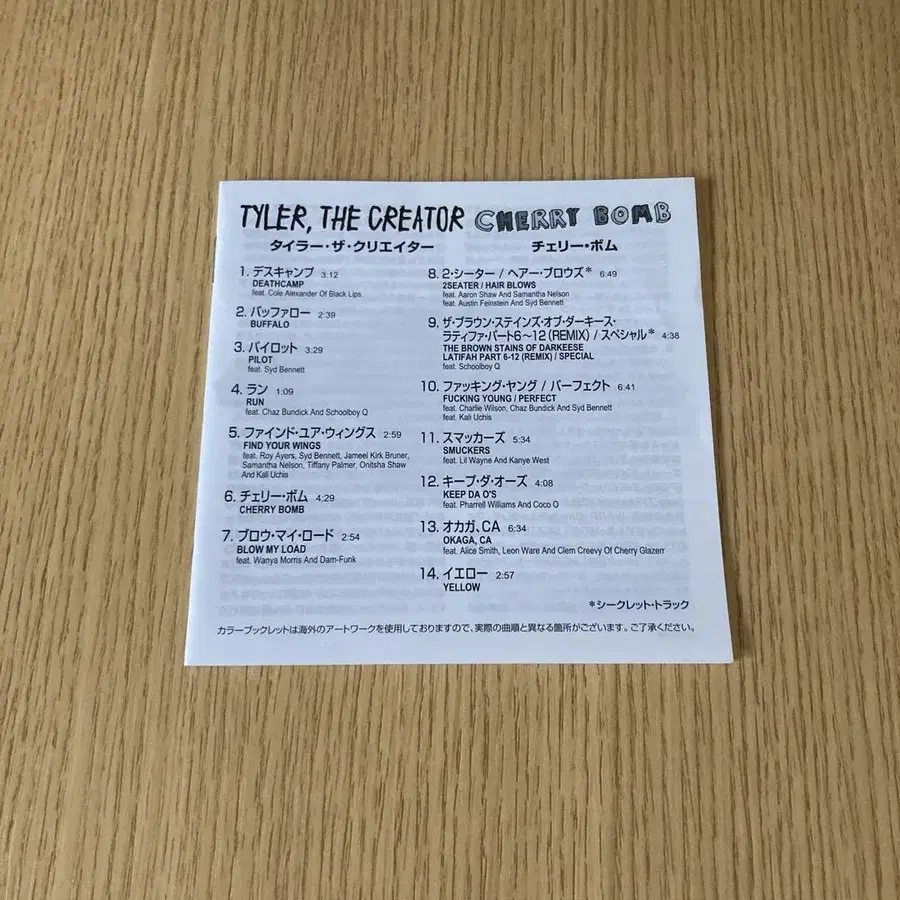 TYLER, THE CREATOR CHERRY BOMB
タイラー・ザ・クリエイター
チェリー・ボム
1. デスキャンプ 3:12
DEATHCAMP
feat. Cole Alexander Of Black Lips
2. バッファロー 2:39
BUFFALO
3. パイロット 3:29
PILOT
feat. Syd Bennett
4. ラン 1:09
RUN
feat. Chaz Bundick And Schoolboy Q
5. ファインド・ユア・ウィングス 2:59
FIND YOUR WINGS
feat. Roy Ayers, Syd Bennett, Jameel Kirk Bruner,
Samantha Nelson, Tiffany Palmer, Onitsha Shaw
And Kali Uchis
6. チェリー・ボム 4:29
CHERRY BOMB
7. ブロウ・マイ・ロード 2:54
BLOW MY LOAD
feat. Wanya Morris And Dam-Funk
8. 2・シーター / ヘアー・ブロウズ* 6:49
2SEATER / HAIR BLOWS
feat. Aaron Shaw And Samantha Nelson
feat. Austin Feinstein And Syd Bennett
9. ザ・ブラウン・ステインズ・オブ・ダーキース・
ラティファ・パート6〜12 (REMIX) / スペシャル* 4:38
THE BROWN STAINS OF DARKEESE
LATIFAH PART 6-12 (REMIX) / SPECIAL
feat. Schoolboy Q
10. ファッキング・ヤング / パーフェクト 6:41
FUCKING YOUNG / PERFECT
feat. Charlie Wilson, Chaz Bundick And Syd Bennett
feat. Kali Uchis
11. スマッカーズ 5:34
SMUCKERS
feat. Lil Wayne And Kanye West
12. キープ・ダ・オーズ 4:08
KEEP DA O'S
feat. Pharrell Williams And Coco O
13. オカガ、CA 6:34
OKAGA, CA
feat. Alice Smith, Leon Ware And Clem Creevy Of Cherry Glazerr
14. イエロー 2:57
YELLOW
*シークレット・トラック
カラーブックレットは海外のアートワークを使用しておりますので、実際の曲順と異なる箇所がございます。ご了承ください。